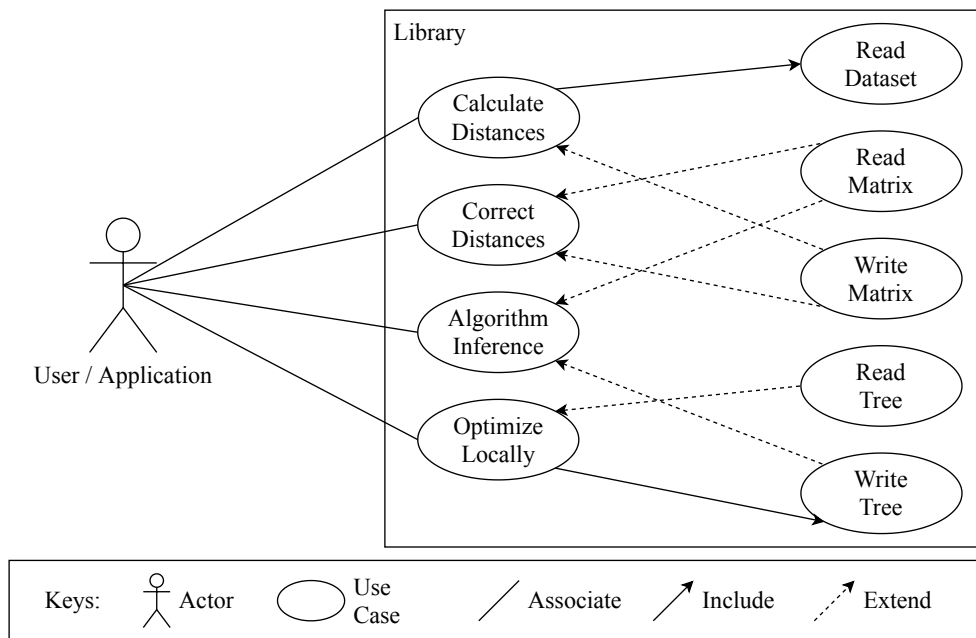 Library
Read
Dataset
Calculate
Distances
Read
Matrix
Correct
Distances
Write
Matrix
Algorithm
Inference
User / Application
Read
Tree
Optimize
Locally
Write
Tree
Keys:
Actor
Use
Case
Associate
Include
Extend